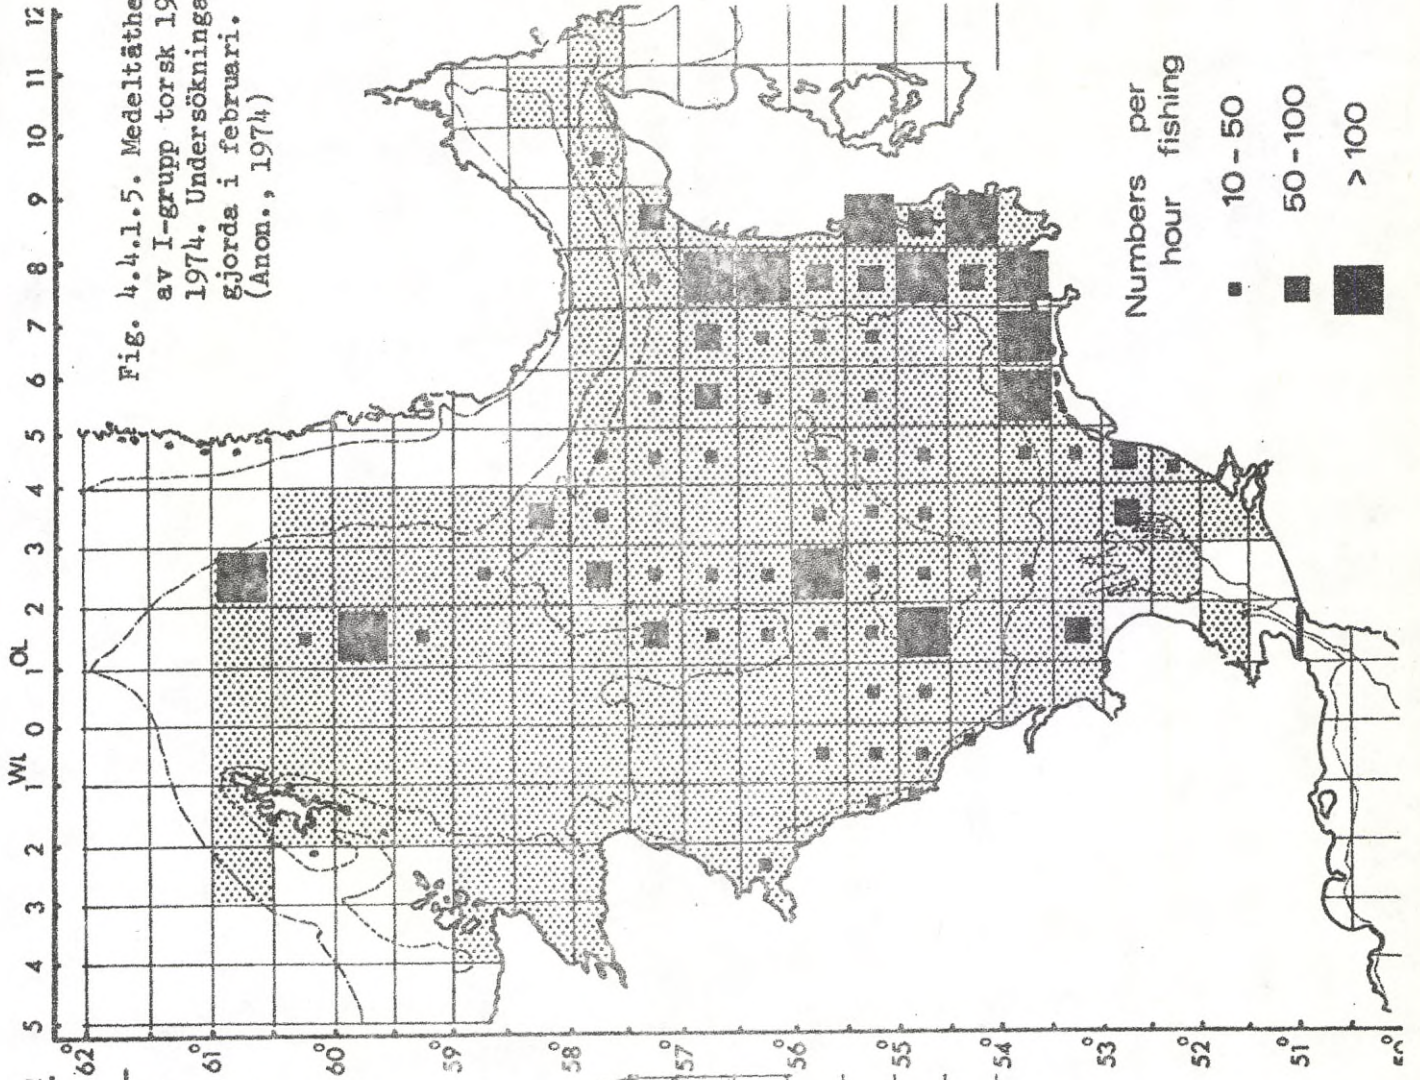 Fig. 4.4.1.5. Medeltäthe
av I-grupp torsk 19
1974. Undersökninga
gjorda i februari.
(Anon., 1974)
5 4 3 2 1 WL 0 OL 1 2 3 4 5 6 7 8 9 10 11 12
62°
61°
60°
59°
58°
57°
56°
55°
54°
53°
52°
51°
Numbers per
hour fishing
10-50
50-100
>100